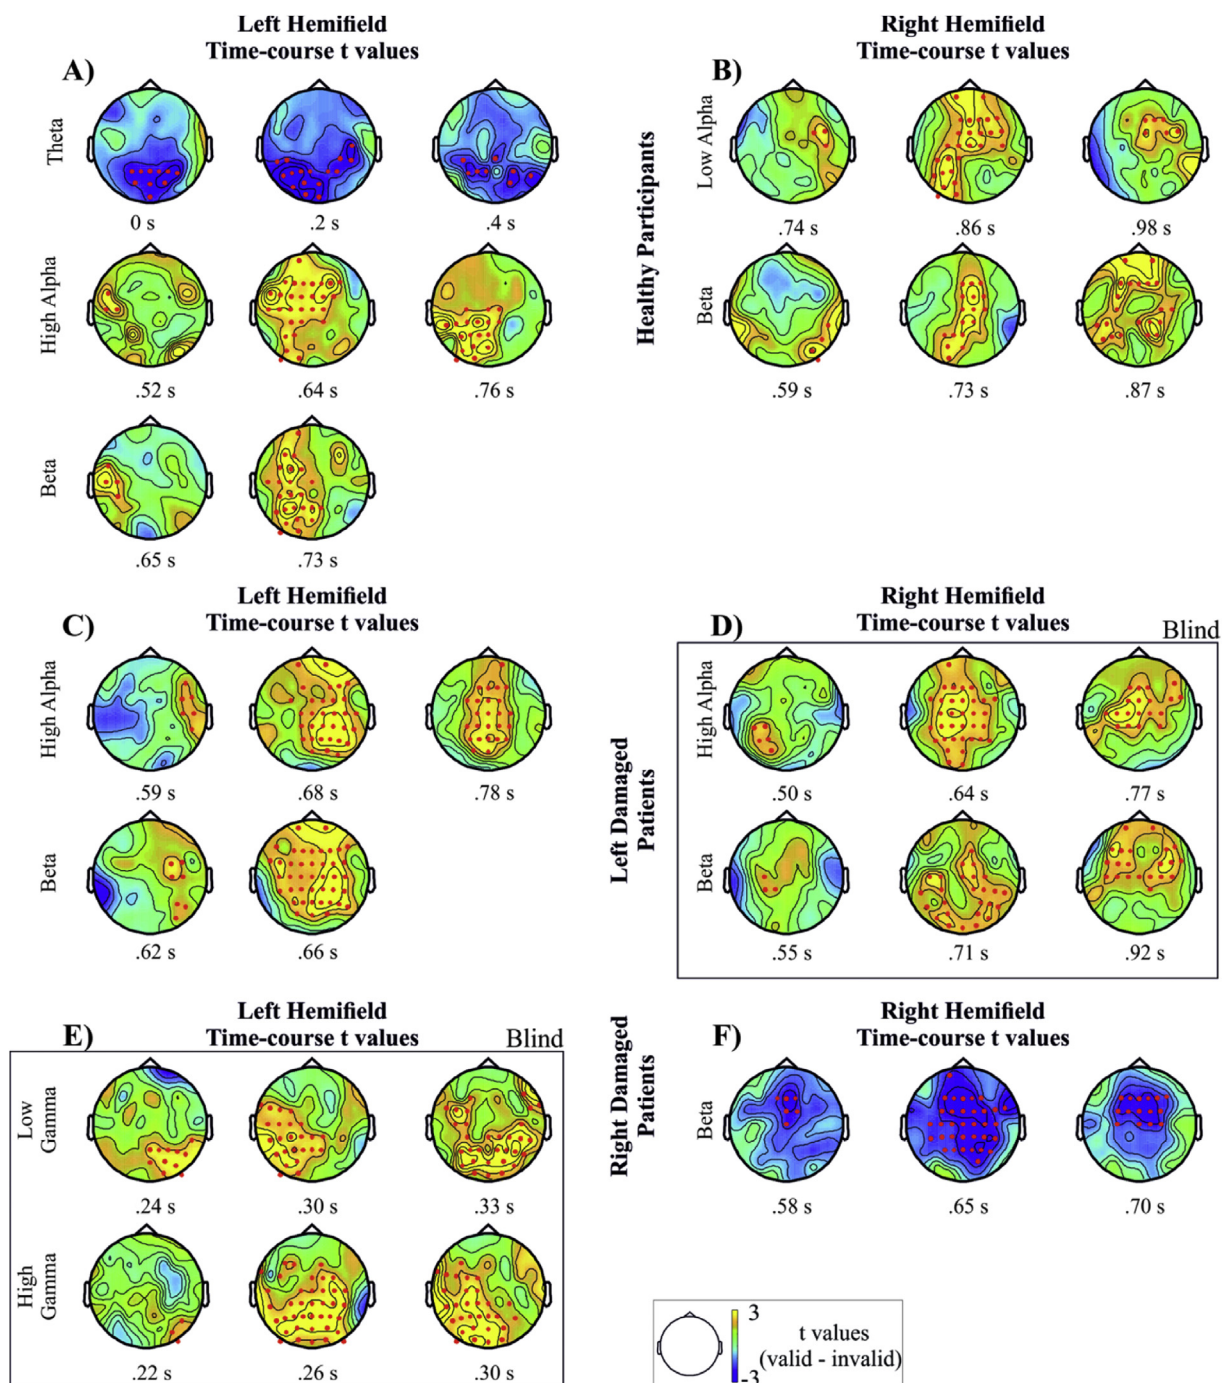 Left Hemifield
Time-course t values
A)
Theta
0 s
.2 s
.4 s
High Alpha
.52 s
.64 s
.76 s
Beta
.65 s
.73 s
Right Hemifield
Time-course t values
B)
Healthy Participants
Low Alpha
.74 s
.86 s
.98 s
Beta
.59 s
.73 s
.87 s
Left Hemifield
Time-course t values
C)
High Alpha
.59 s
.68 s
.78 s
Beta
.62 s
.66 s
Right Hemifield
Time-course t values
D)
Blind
Left Damaged
Patients
High Alpha
.50 s
.64 s
.77 s
Beta
.55 s
.71 s
.92 s
Left Hemifield
Time-course t values
E)
Blind
Low
Gamma
.24 s
.30 s
.33 s
High
Gamma
.22 s
.26 s
.30 s
Right Hemifield
Time-course t values
F)
Right Damaged
Patients
Beta
.58 s
.65 s
.70 s
3
t values
(valid - invalid)
-3